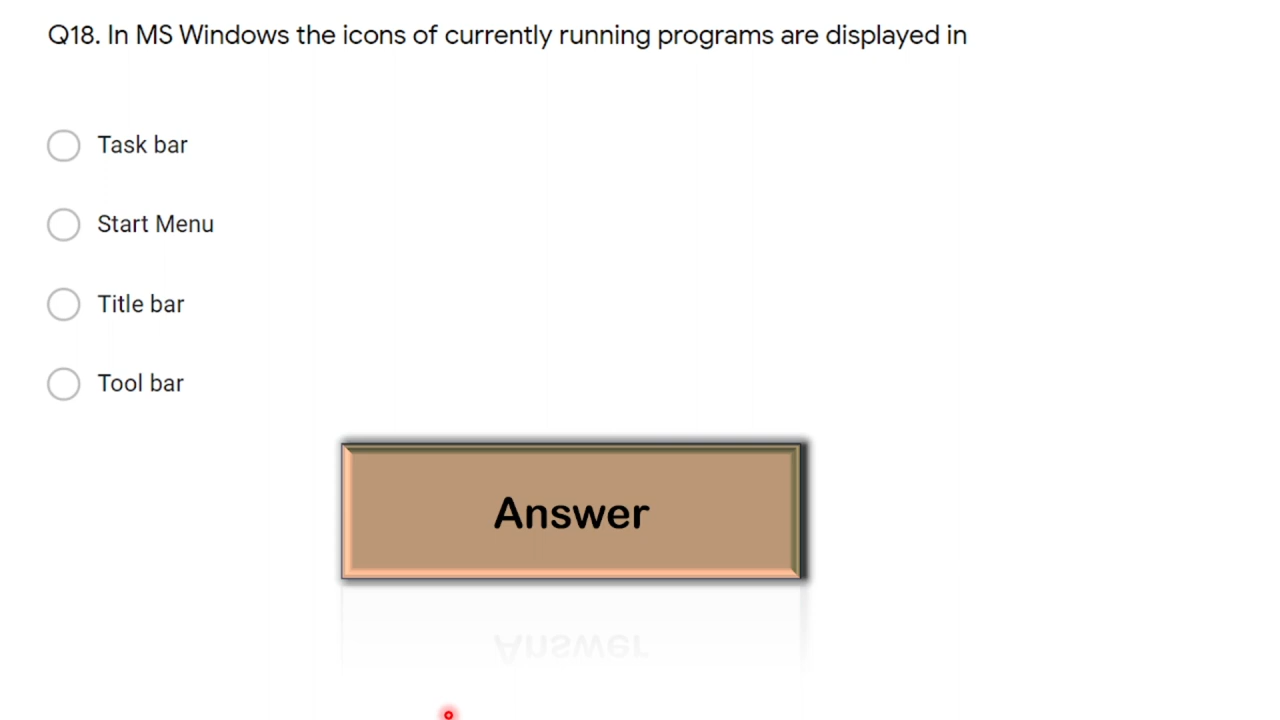 Q18. In MS Windows the icons of currently running programs are displayed in
Task bar
Start Menu
Title bar
Tool bar
Answer